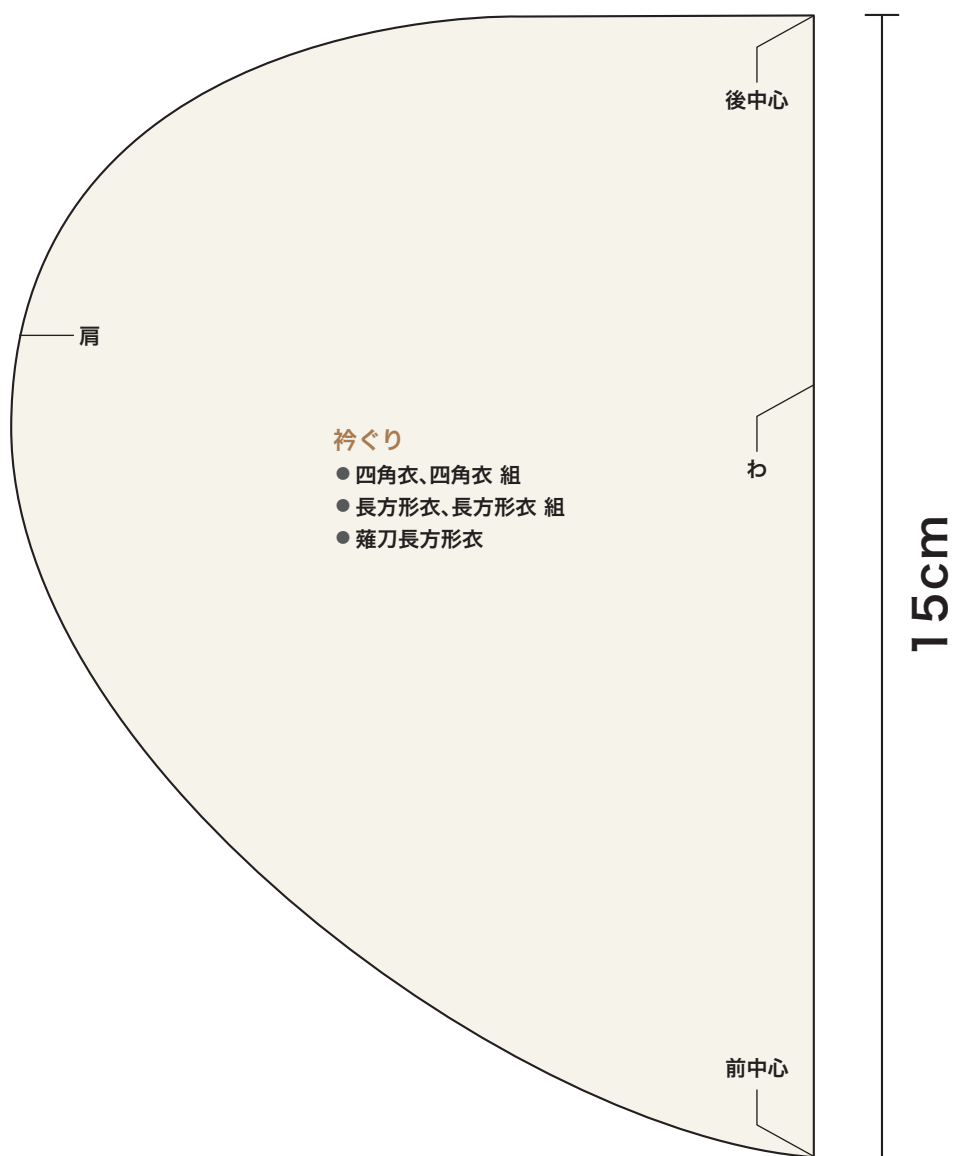 後中心
肩
衿ぐり
●四角衣、四角衣 組
●長方形衣、長方形衣 組
●薙刀長方形衣
わ
15cm
前中心